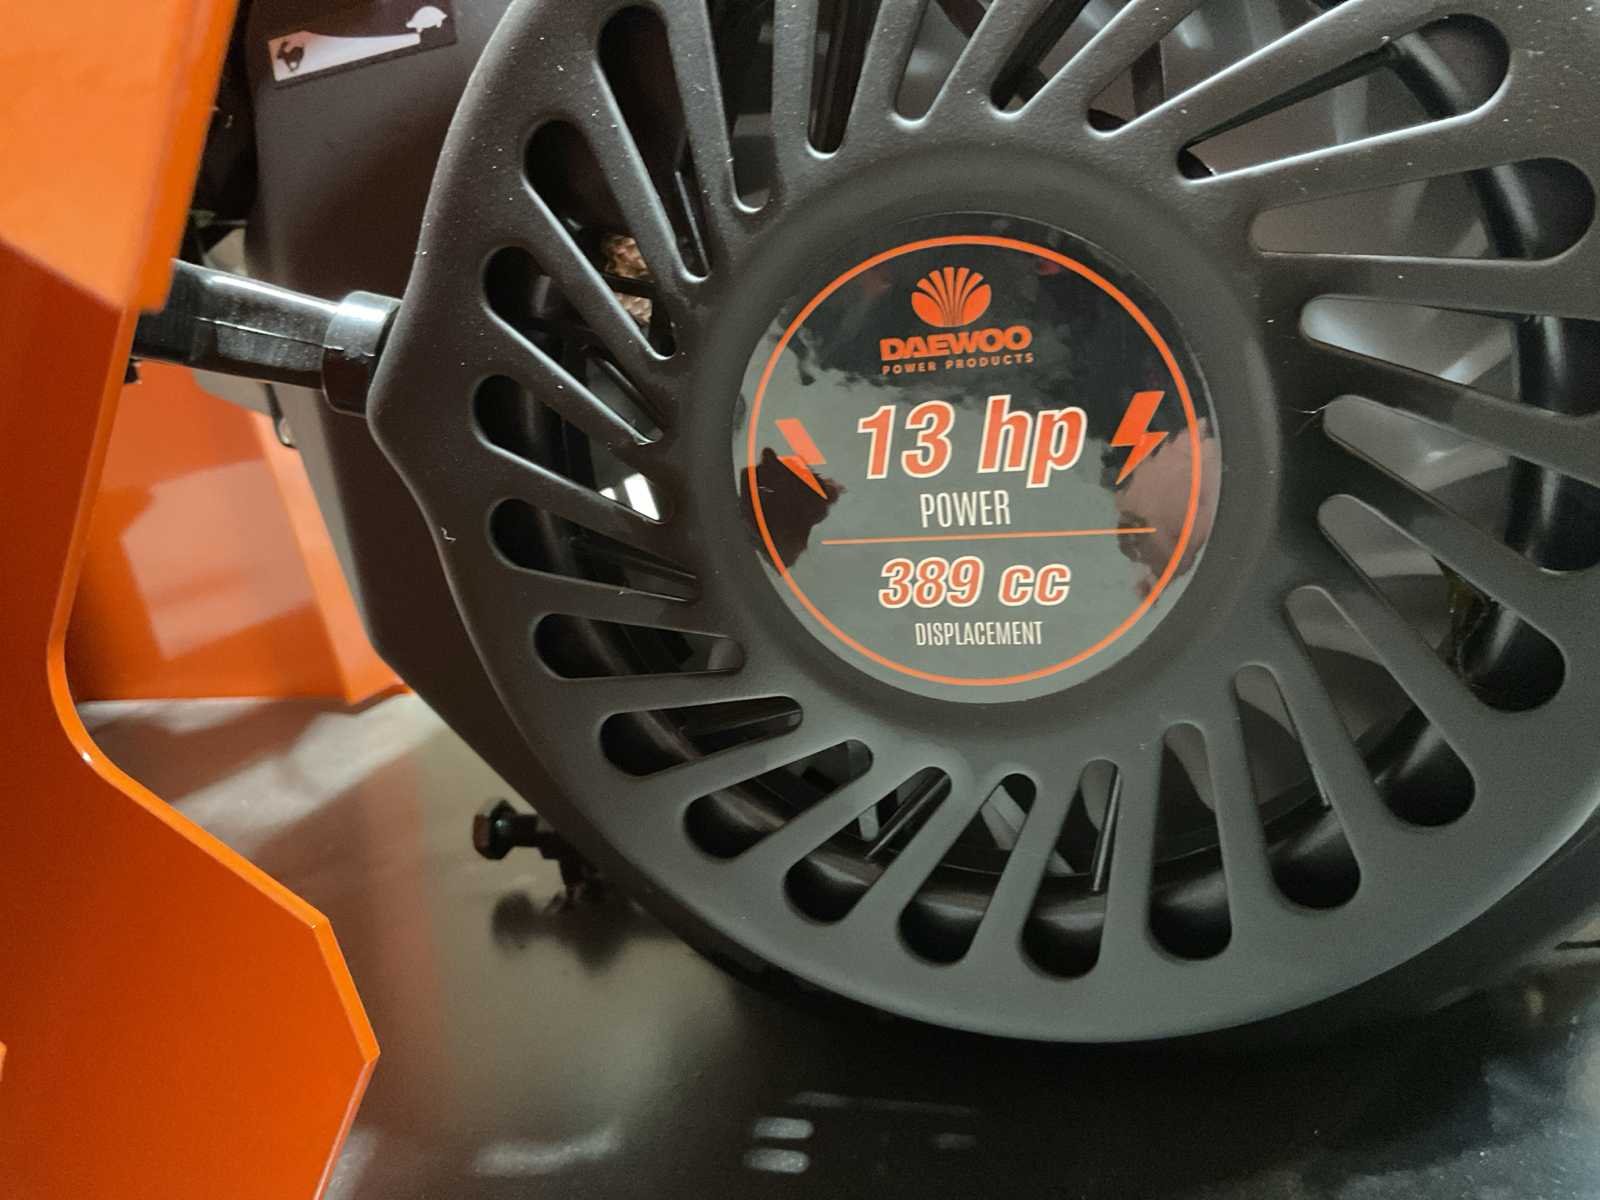 DAEWOO
POWER PRODUCTS
13 hp
POWER
389 cc
DISPLACEMENT